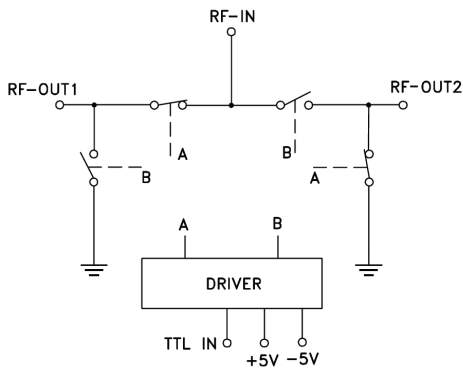 RF-IN
RF-OUT1
RF-OUT2
A
B
B
A
A
B
DRIVER
TTL IN
+5V
-5V